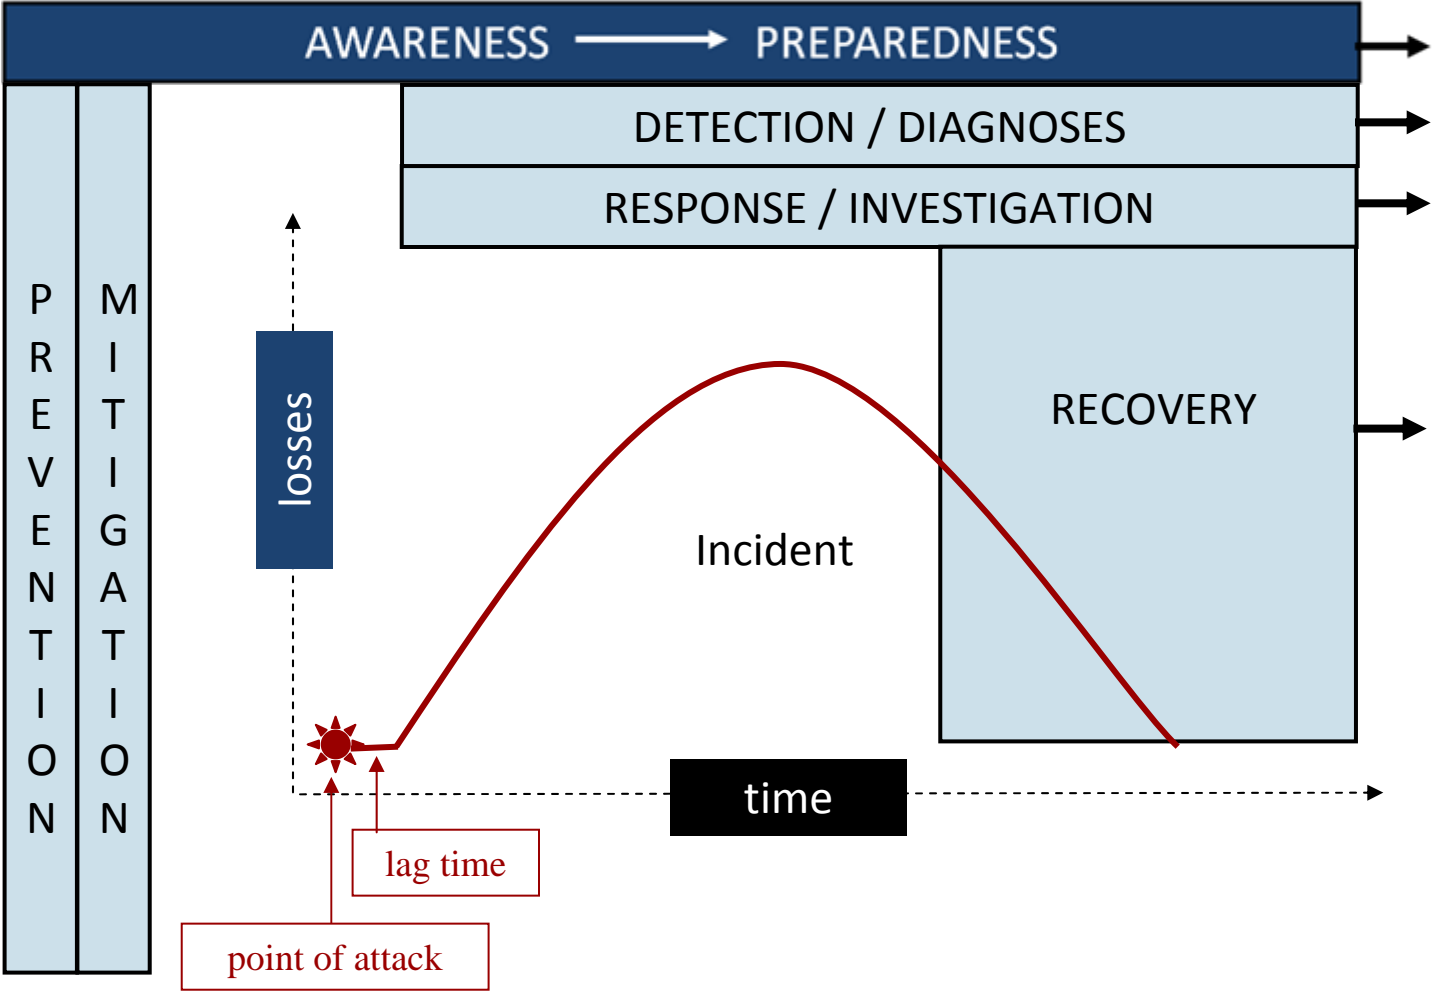 AWARENESS PREPAREDNESS
DETECTION / DIAGNOSES
RESPONSE / INVESTIGATION
PREVENTION
MITIGATION
losses
RECOVERY
Incident
time
lag time
point of attack